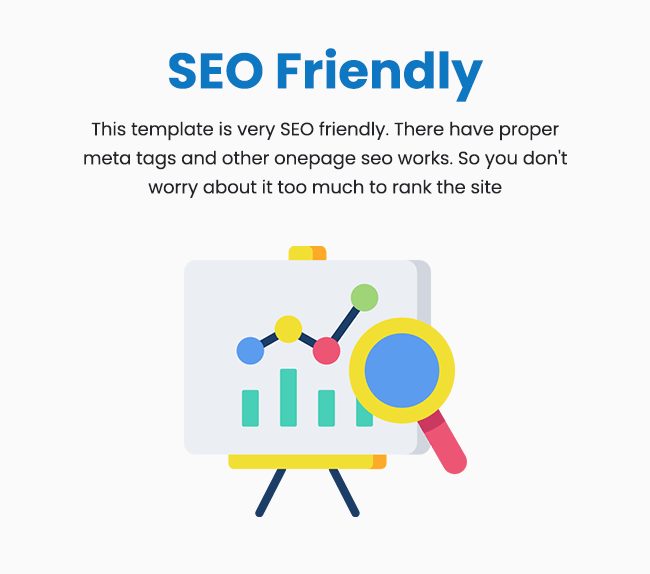 SEO Friendly
This template is very SEO friendly. There have proper
meta tags and other onepage seo works. So you don't
worry about it too much to rank the site